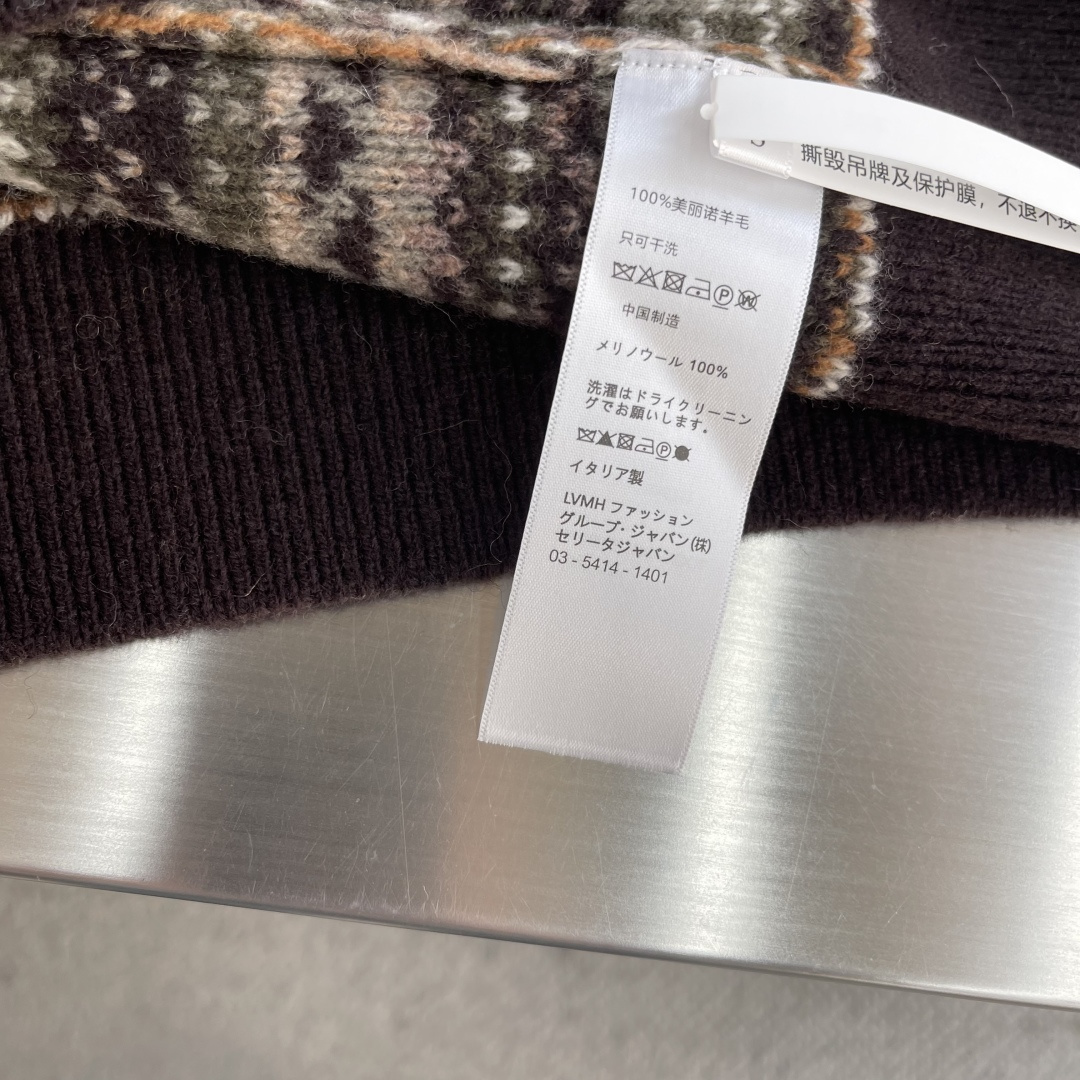 撕毁吊牌及保护膜，不退不换
100%美丽诺羊毛
只可干洗
P W
中国制造
メリノウール 100%
洗濯はドライクリーニン
グでお願いします。
P
イタリア製
LVMH ファッション
グループ・ジャパン(株)
セリーヌジャパン
03 - 5414 - 1401